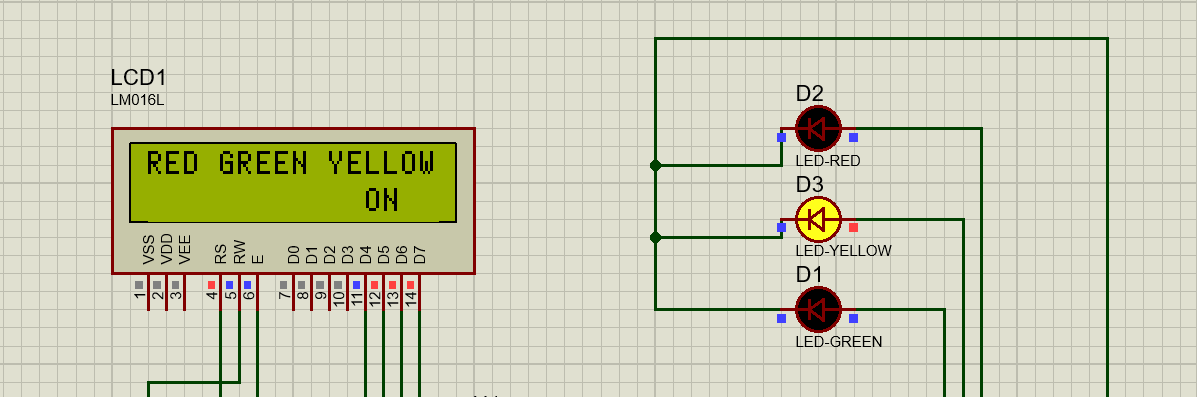 LCD1
LM016L
RED GREEN YELLOW
ON
VSS
VDD
VEE
RS
RW
E
D0
D1
D2
D3
D4
D5
D6
D7
1
2
3
4
5
6
7
8
9
10
11
12
13
14
D2
LED-RED
D3
LED-YELLOW
D1
LED-GREEN